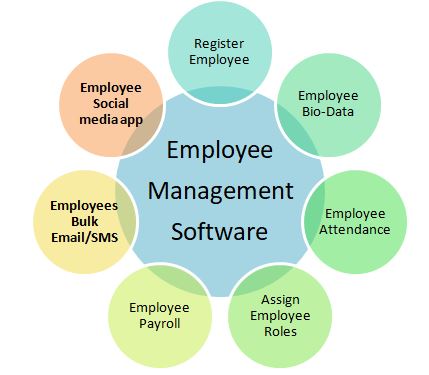 Register
Employee
Employee
Bio-Data
Employee
Attendance
Assign
Employee
Roles
Employee
Payroll
Employees
Bulk
Email/SMS
Employee
Social
media app
Employee
Management
Software